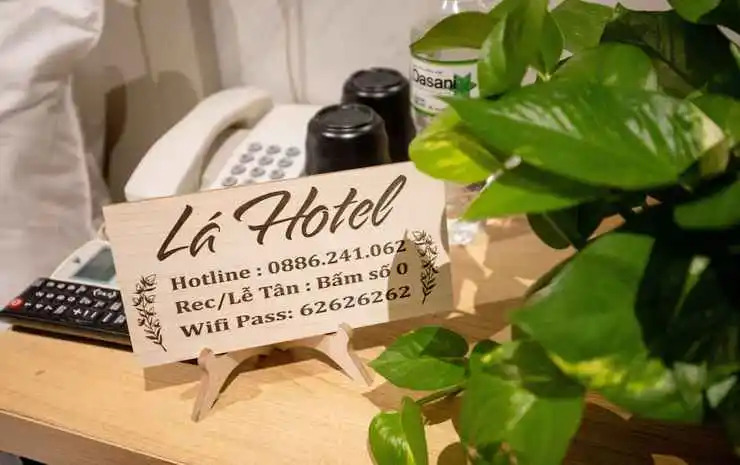 Dasani
Lá Hotel
Hotline : 0886.241.062
Rec/Lễ Tân : Bấm số 0
Wifi Pass: 62626262